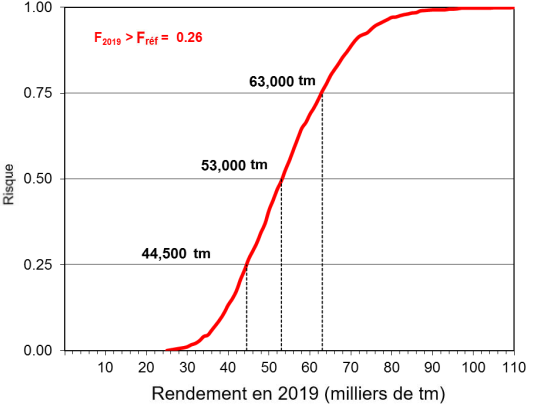 1.00
F2019 > Fréf = 0.26
63,000 tm
0.75
53,000 tm
0.50
Risque
44,500 tm
0.25
0.00
0 10 20 30 40 50 60 70 80 90 100 110
Rendement en 2019 (milliers de tm)